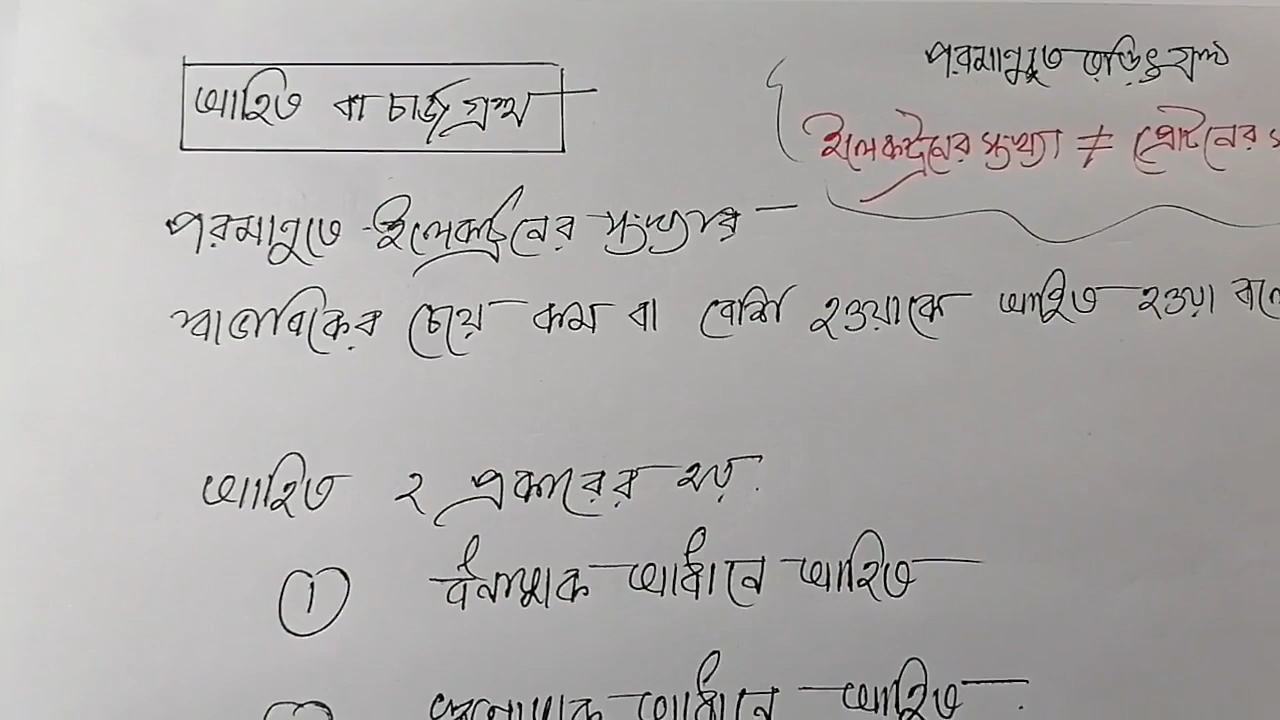 আহিত বা চার্জগ্রস্থ
পরমানুতে তড়িৎগ্রস্ত
ইলেকট্রনের সংখ্যা ≠ প্রোটনের
পরমানুতে ইলেকট্রনের সংখ্যার
স্বাভাবিকের চেয়ে কম বা বেশি হওয়াকে আহিত হওয়া বলে
আহিত ২ প্রকারের হয়.
① ধনাত্মক আধানে আহিত
ঋনাত্মক আধানে আহিত.